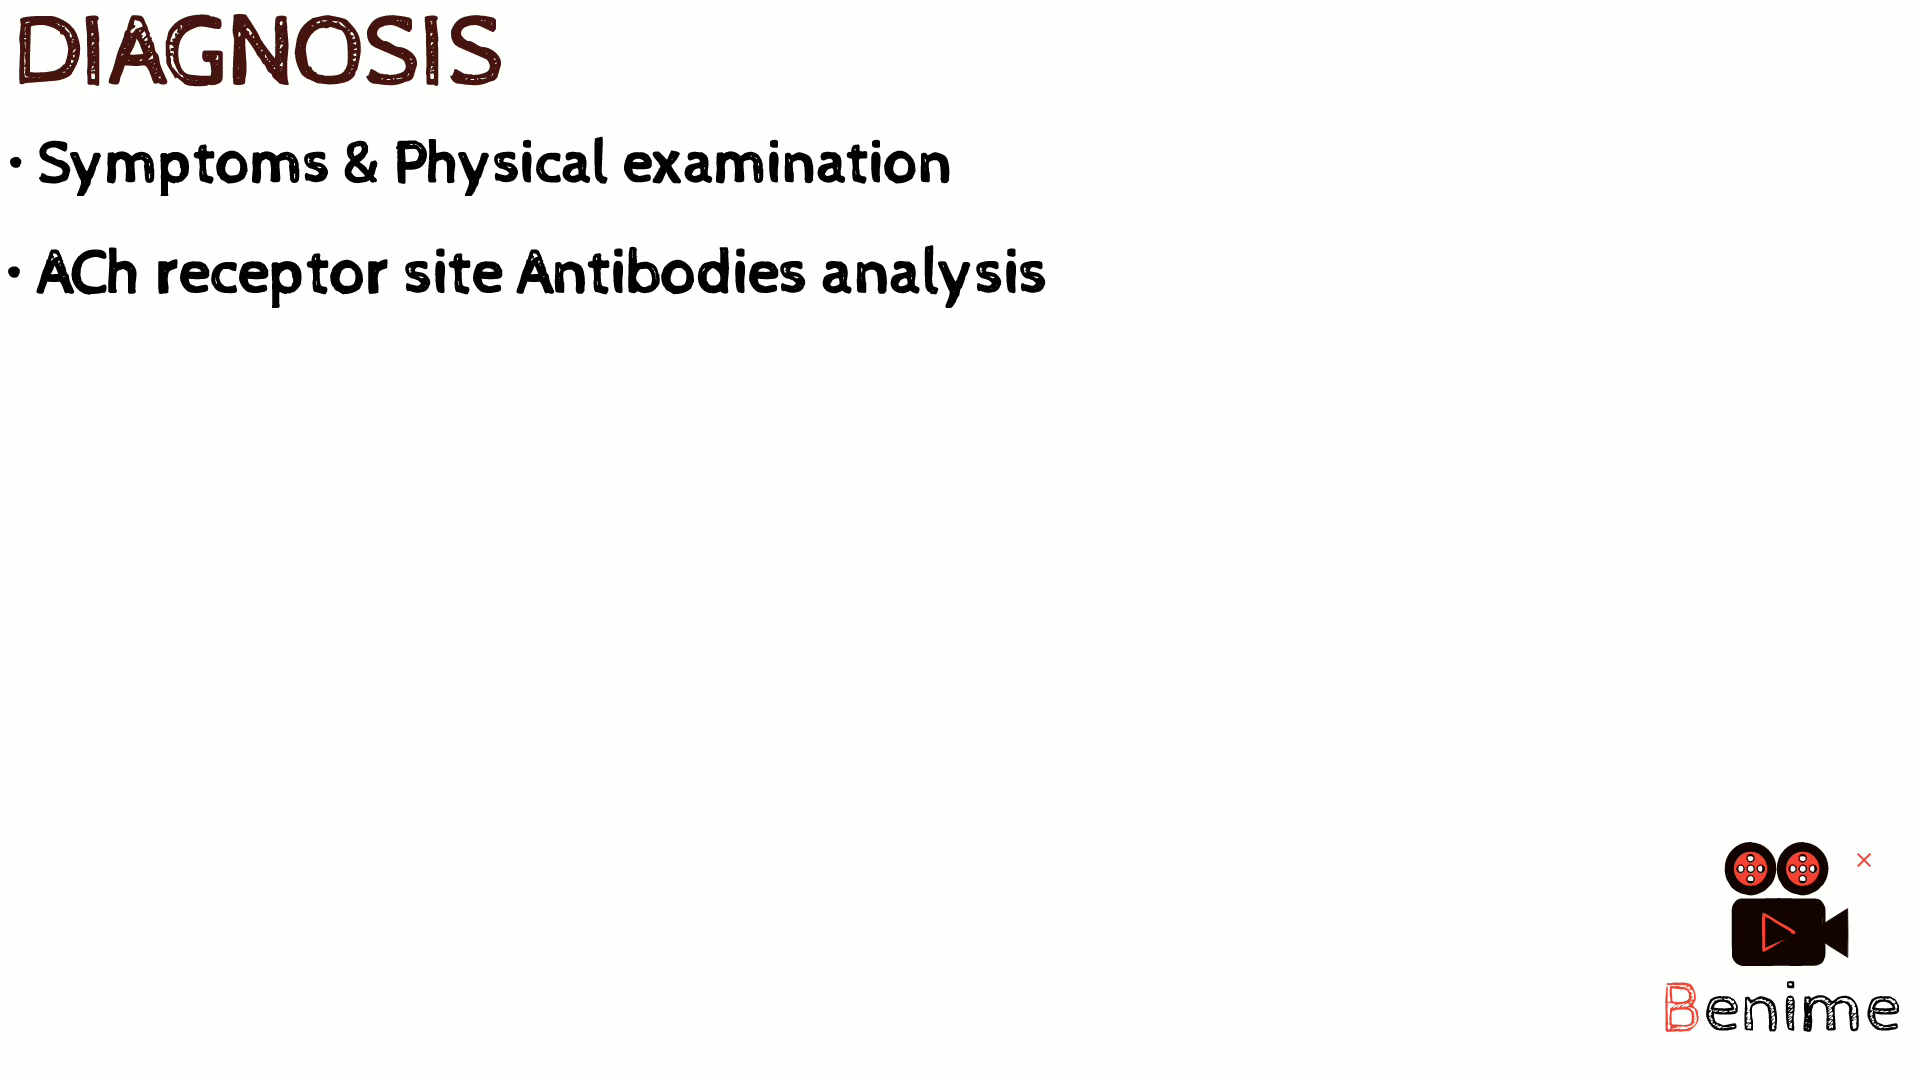 DIAGNOSIS
• Symptoms & Physical examination
• ACh receptor site Antibodies analysis
Benime